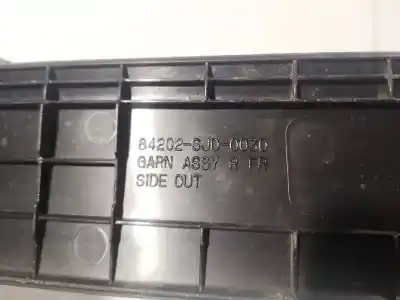 84202-SJD-0030
GARN ASSY R FR
SIDE OUT